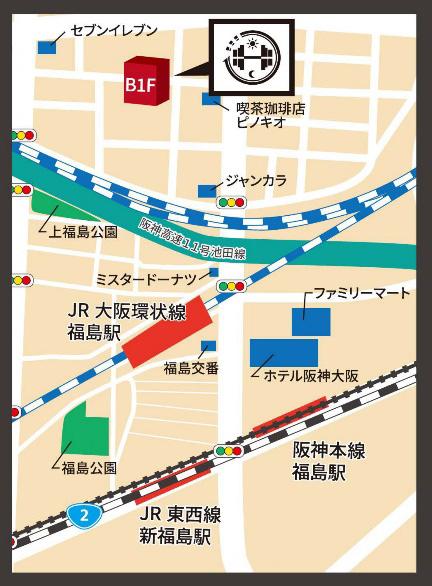 セブンイレブン
B1F
喫茶珈琲店
ピノキオ
ジャンカラ
上福島公園
阪神高速11号池田線
ミスタードーナツ
ファミリーマート
JR 大阪環状線
福島駅
福島交番
ホテル阪神大阪
福島公園
阪神本線
福島駅
2
JR 東西線
新福島駅